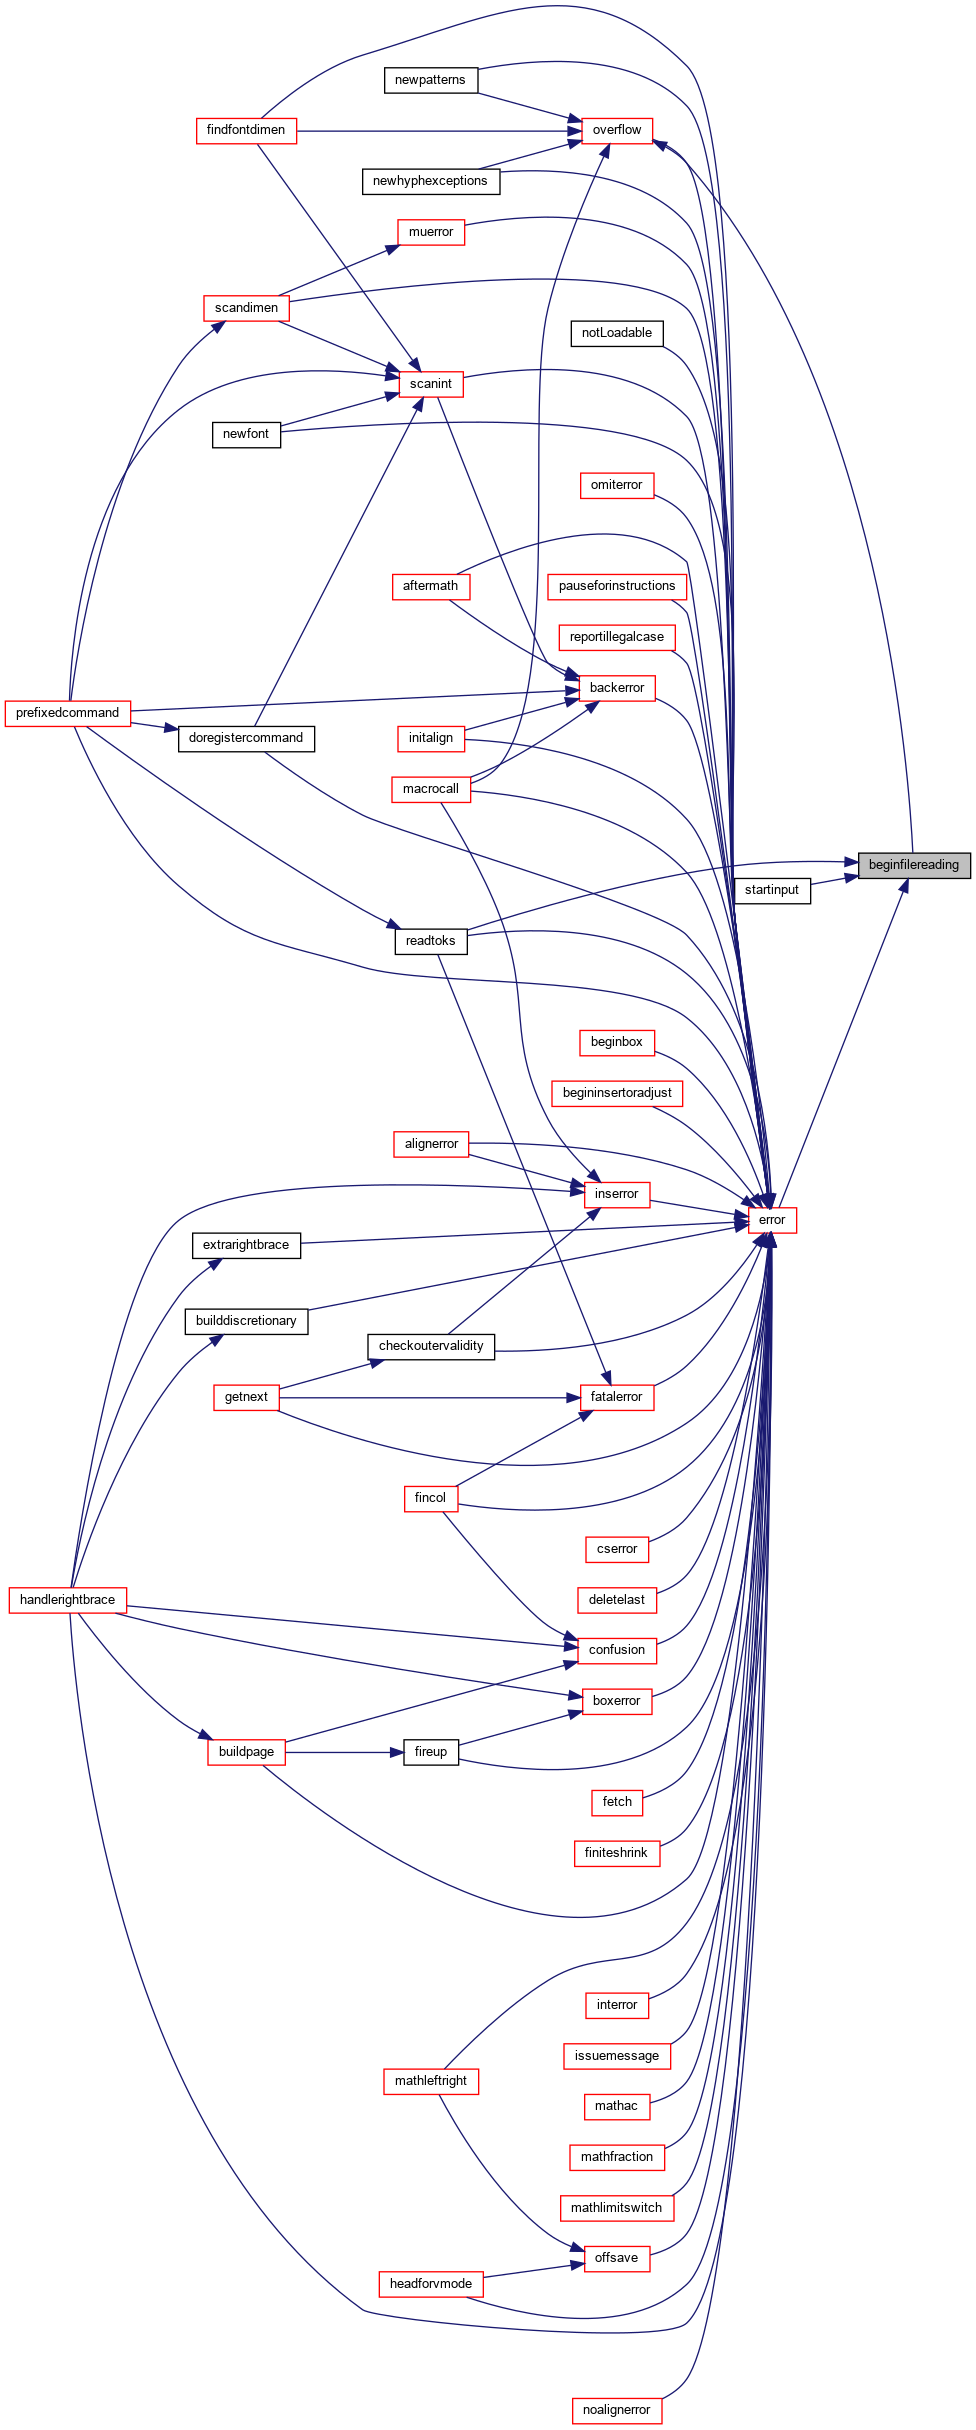 newpatterns
findfontdimen
overflow
newhyphexceptions
muerror
scandimen
notLoadable
scanint
newfont
omiterror
aftermath
pauseforinstructions
reportillegalcase
backerror
prefixedcommand
doregistercommand
initalign
macrocall
beginfilereading
startinput
readtoks
beginbox
begininsertoradjust
alignerror
inserror
error
extrarightbrace
builddiscretionary
checkoutervalidity
getnext
fatalerror
fincol
cserror
handlerightbrace
deletelast
confusion
boxerror
buildpage
fireup
fetch
finiteshrink
interror
issuemessage
mathleftright
mathac
mathfraction
mathlimitswitch
offsave
headforvmode
noalignerror